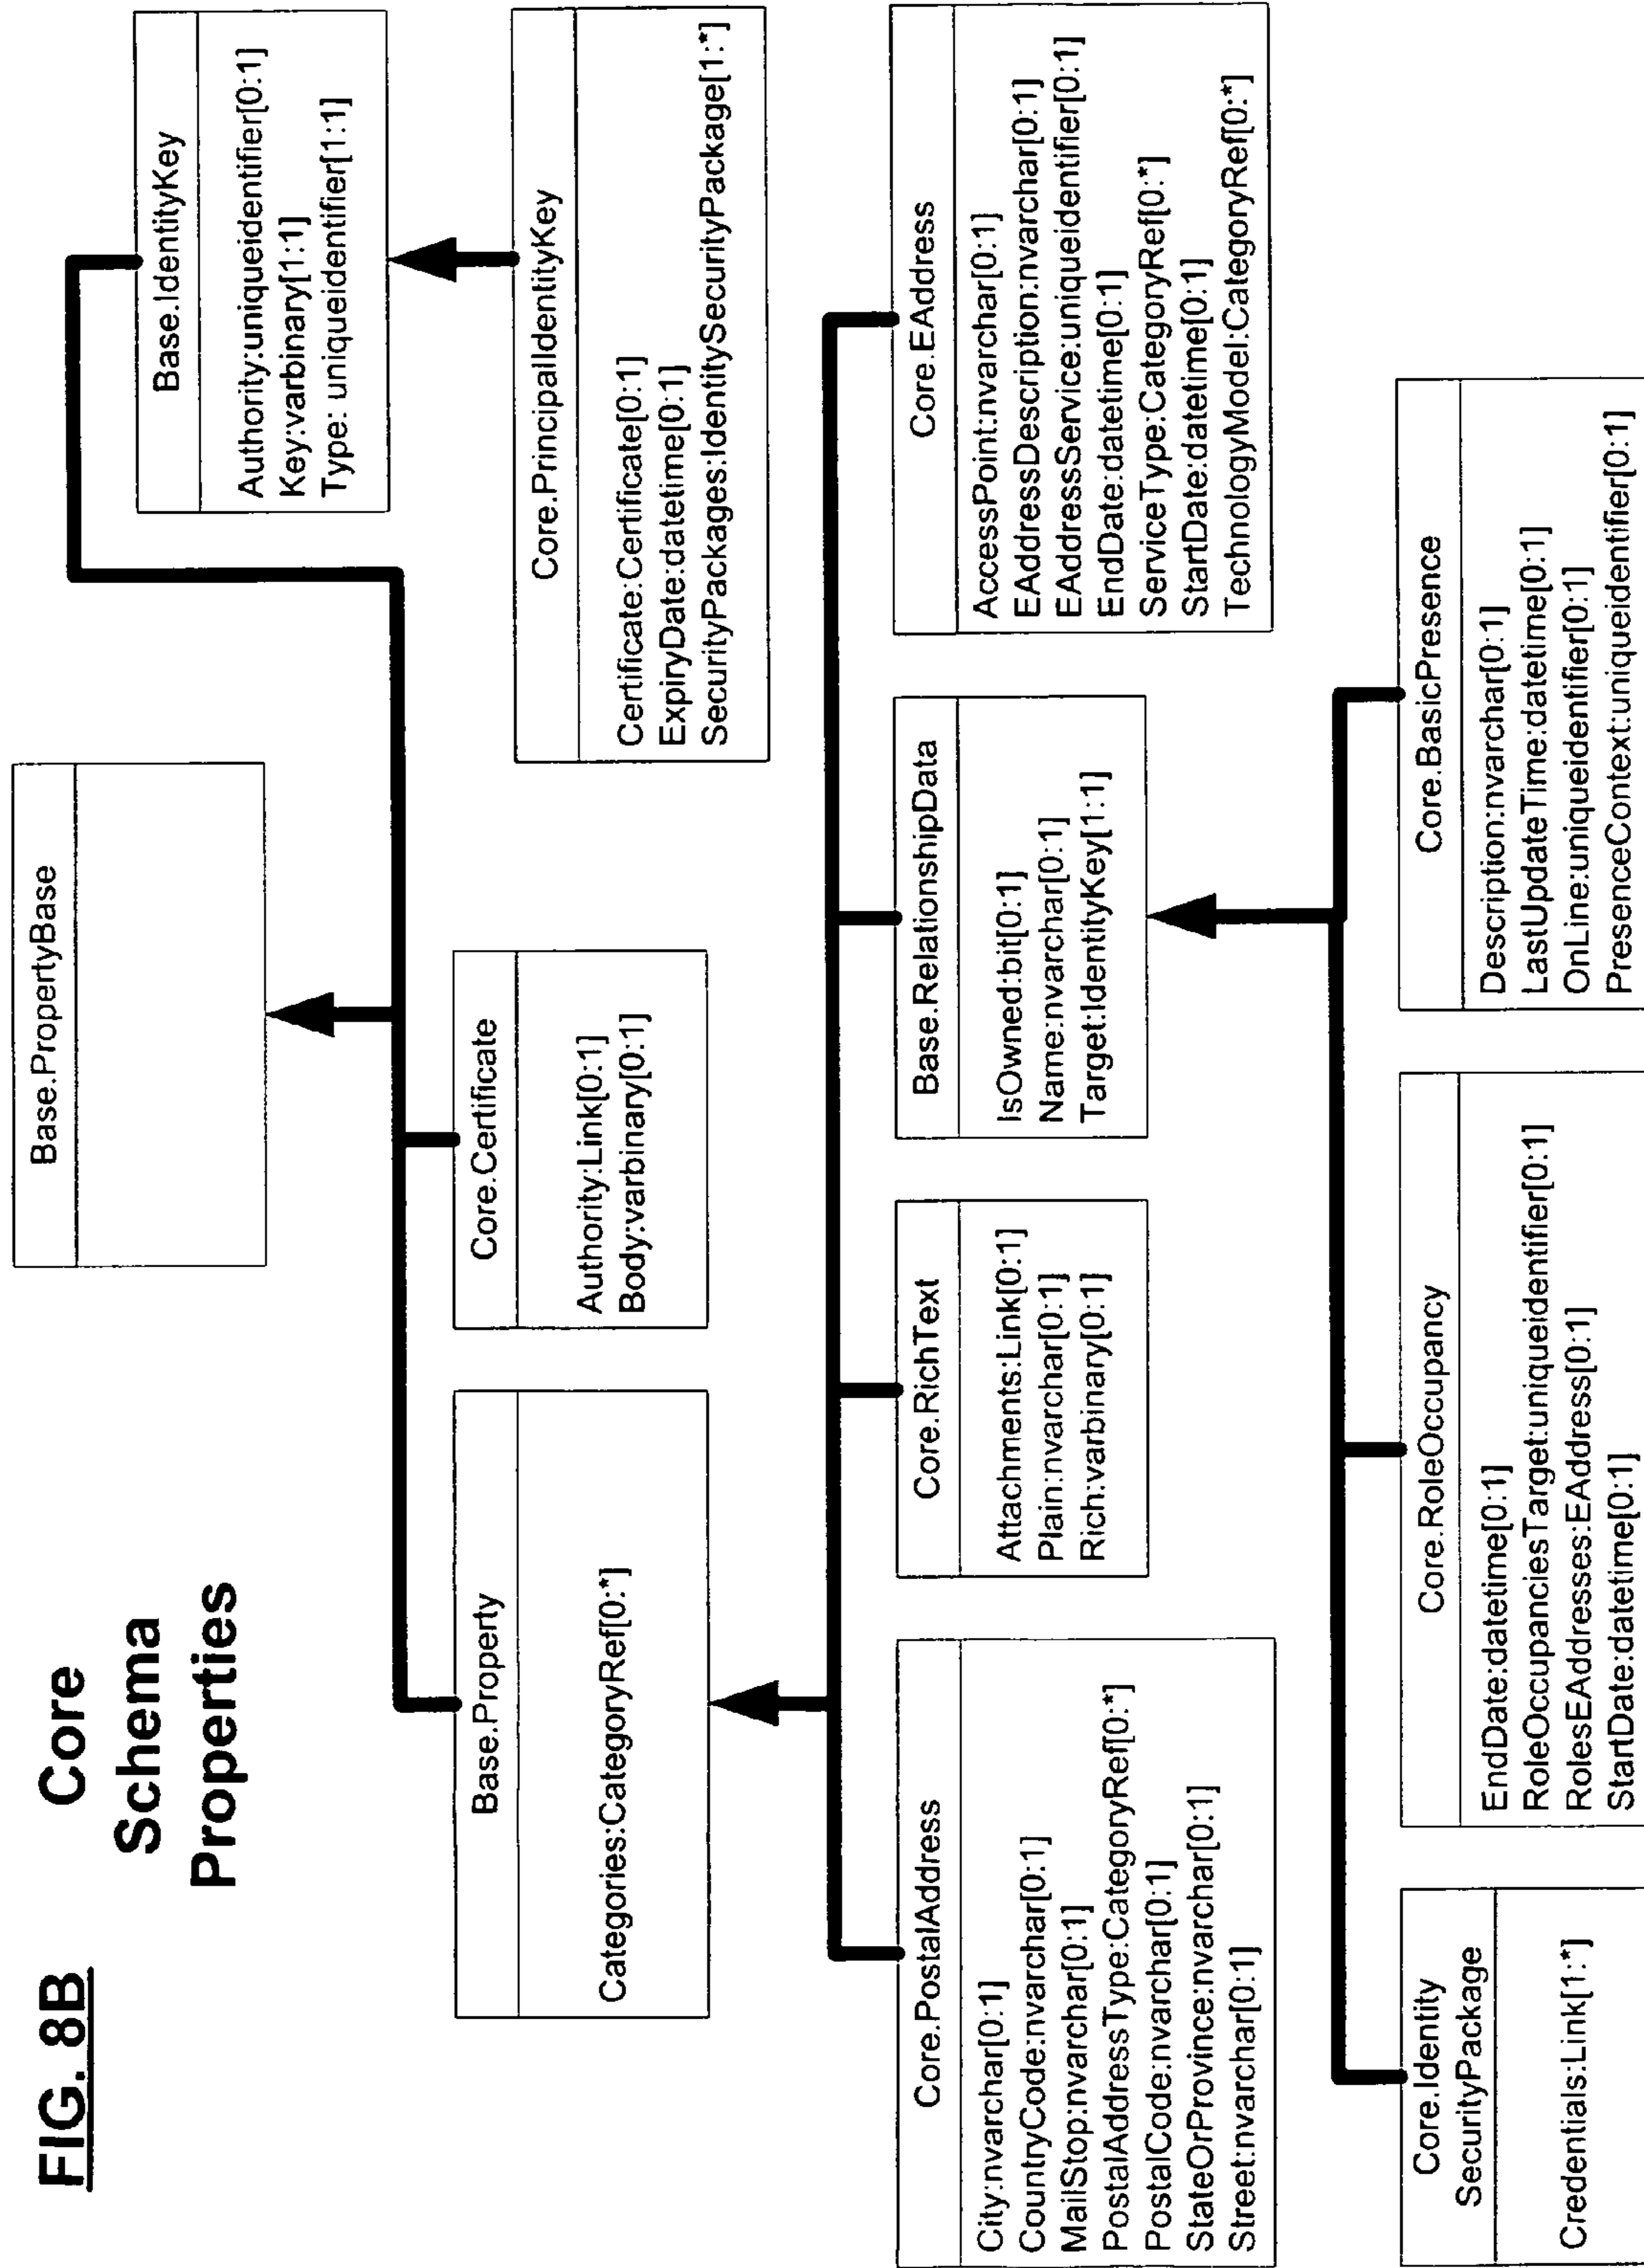 FIG. 8B
Core
Schema
Properties
Base.PropertyBase
Base.IdentityKey
Authority:uniqueidentifier[0:1]
Key:varbinary[1:1]
Type: uniqueidentifier[1:1]
Base.Property
Categories:CategoryRef[0:*]
Core.Certificate
Authority:Link[0:1]
Body:varbinary[0:1]
Core.PrincipalIdentityKey
Certificate:Certificate[0:1]
ExpiryDate:datetime[0:1]
SecurityPackages:IdentitySecurityPackage[1:*]
Core.PostalAddress
City:nvarchar[0:1]
CountryCode:nvarchar[0:1]
MailStop:nvarchar[0:1]
PostalAddressType:CategoryRef[0:*]
PostalCode:nvarchar[0:1]
StateOrProvince:nvarchar[0:1]
Street:nvarchar[0:1]
Core.RichText
Attachments:Link[0:1]
Plain:nvarchar[0:1]
Rich:varbinary[0:1]
Base.RelationshipData
IsOwned:bit[0:1]
Name:nvarchar[0:1]
Target:IdentityKey[1:1]
Core.EAddress
AccessPoint:nvarchar[0:1]
EAddressDescription:nvarchar[0:1]
EAddressService:uniqueidentifier[0:1]
EndDate:datetime[0:1]
ServiceType:CategoryRef[0:*]
StartDate:datetime[0:1]
TechnologyModel:CategoryRef[0:*]
Core.Identity
SecurityPackage
Credentials:Link[1:*]
Core.RoleOccupancy
EndDate:datetime[0:1]
RoleOccupanciesTarget:uniqueidentifier[0:1]
RolesEAddresses:EAddress[0:1]
StartDate:datetime[0:1]
Core.BasicPresence
Description:nvarchar[0:1]
LastUpdateTime:datetime[0:1]
OnLine:uniqueidentifier[0:1]
PresenceContext:uniqueidentifier[0:1]